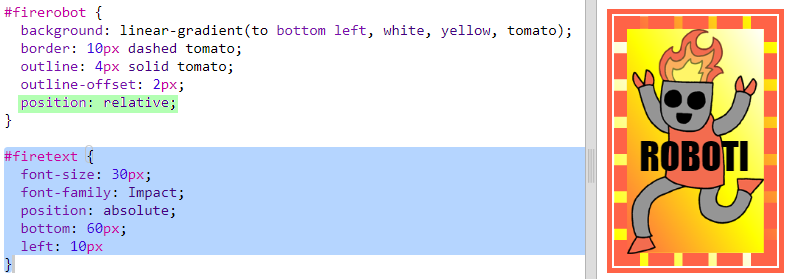 #firerobot {
background: linear-gradient(to bottom left, white, yellow, tomato);
border: 10px dashed tomato;
outline: 4px solid tomato;
outline-offset: 2px;
position: relative;
}
#firetext {
font-size: 30px;
font-family: Impact;
position: absolute;
bottom: 60px;
left: 10px
}
ROBOTI